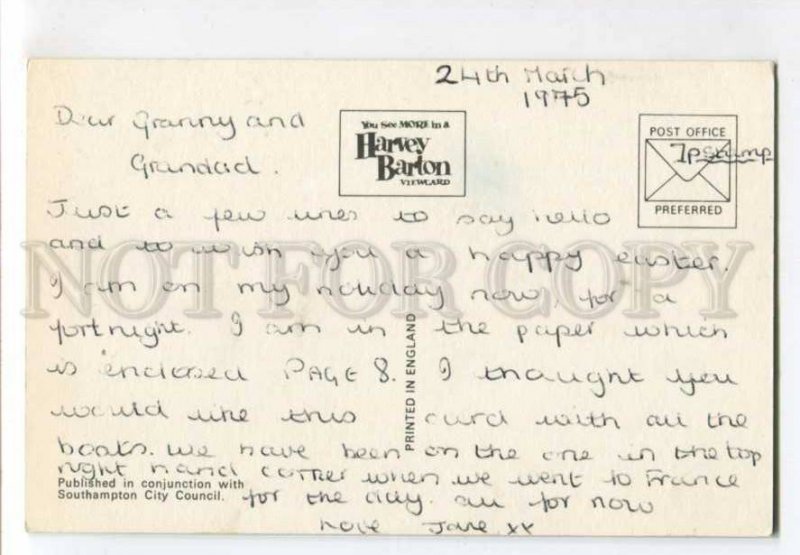 24th March
1975
Dear Granny and
Grandad.
You See MORE in a
Harvey
Barton
VIEWCARD
POST OFFICE
7p stamp
PREFERRED
Just a few lines to say hello
and to wish you a happy easter.
I am on my holiday now, for a
fortnight. I am in the paper which
is enclosed PAGE 8. I thought you
would like this card with all the
boats. we have been on the one in the top
right hand corner when we went to France
for the day. all for now
love Jane xx
PRINTED IN ENGLAND
Published in conjunction with
Southampton City Council.
NOT FOR COPY